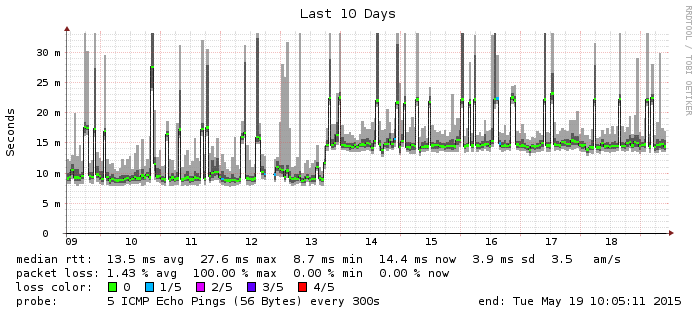 Last 10 Days
RRDTOOL / TOBI OETIKER
Seconds
30 m
25 m
20 m
15 m
10 m
5 m
0
09 10 11 12 13 14 15 16 17 18
median rtt: 13.5 ms avg 27.6 ms max 8.7 ms min 14.4 ms now 3.9 ms sd 3.5 am/s
packet loss: 1.43 % avg 100.00 % max 0.00 % min 0.00 % now
loss color: 0 1/5 2/5 3/5 4/5
probe: 5 ICMP Echo Pings (56 Bytes) every 300s end: Tue May 19 10:05:11 2015